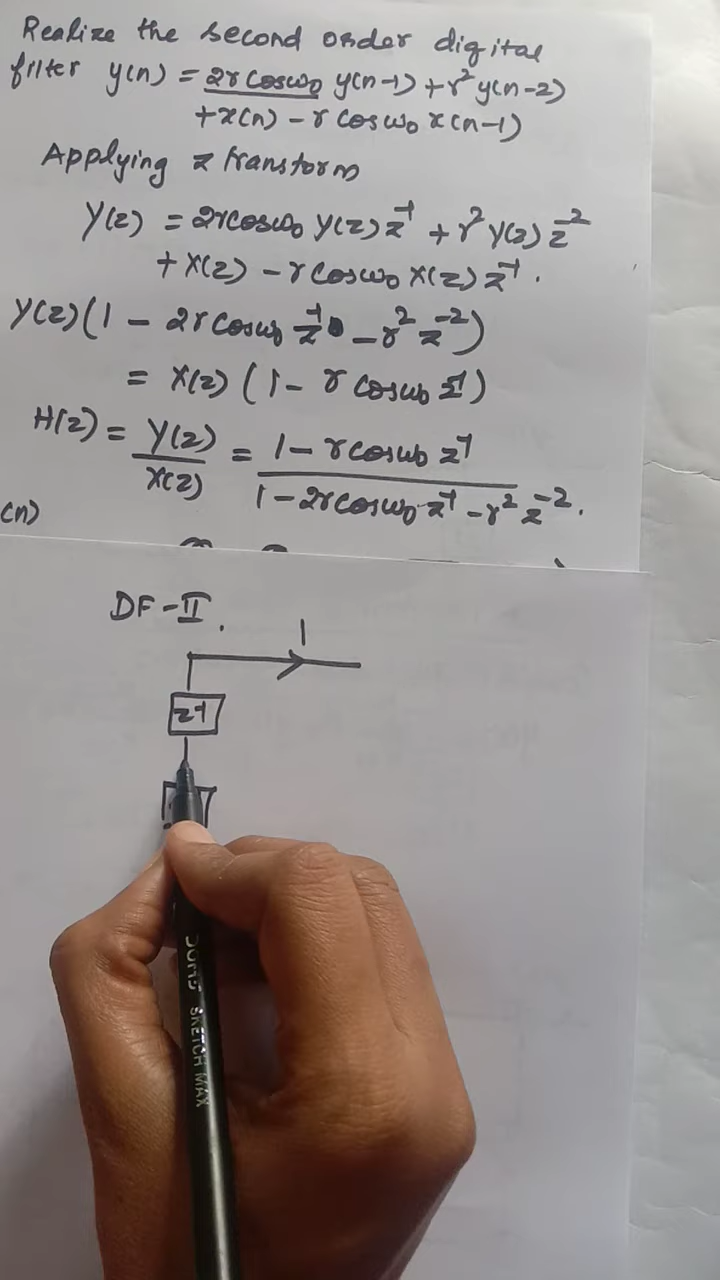 Realize the second order digital
filter y(n) = 2r cosω₀ y(n-1) + r² y(n-2)
+ x(n) - r cosω₀ x(n-1)
Applying z transform
Y(z) = 2r cosω₀ Y(z) z⁻¹ + r² Y(z) z⁻²
+ X(z) - r cosω₀ X(z) z⁻¹.
Y(z) (1 - 2r cosω₀ z⁻¹ - r² z⁻²)
= X(z) (1 - r cosω₀ z⁻¹)
H(z) = Y(z)/X(z) = 1 - r cosω₀ z⁻¹ / 1 - 2r cosω₀ z⁻¹ - r² z⁻².
(n)
DF-II.
1
z⁻¹
DOMS SKETCH MAX